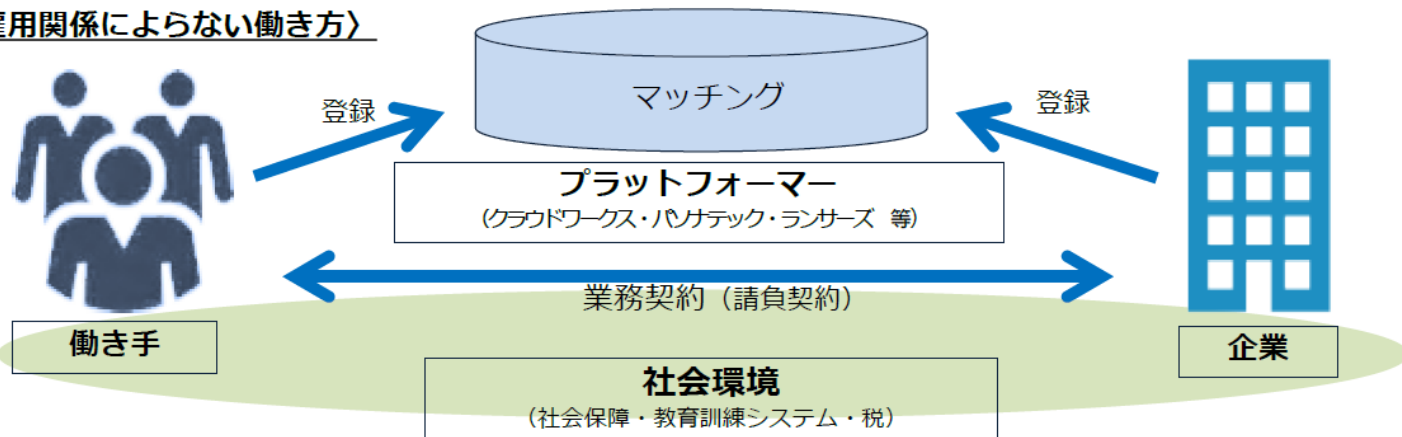 雇用関係によらない働き方〉
マッチング
登録
登録
プラットフォーマー
（クラウドワークス・パソナテック・ランサーズ　等）
業務契約（請負契約）
働き手
企業
社会環境
（社会保障・教育訓練システム・税）